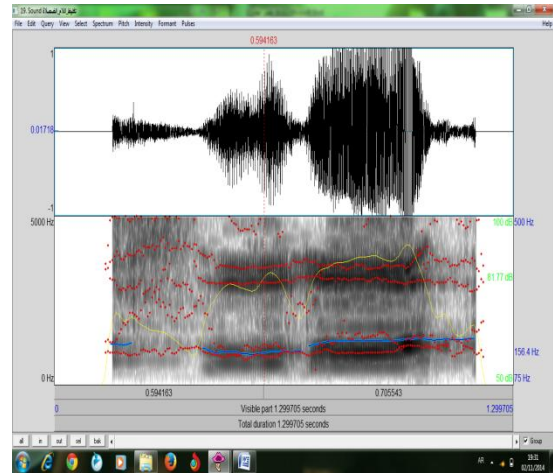 19. Sound
File Edit Query View Select Spectrum Pitch Intensity Formant Pulses Help
0.594163
1
0.01718
-1
5000 Hz
100 dB 500 Hz
61.77 dB
156.4 Hz
0 Hz
50 dB 75 Hz
0.594163 0.705543
0 Visible part 1.299705 seconds 1.299705
Total duration 1.299705 seconds
all in out sel bak Group
AR 19:31
02/11/2014